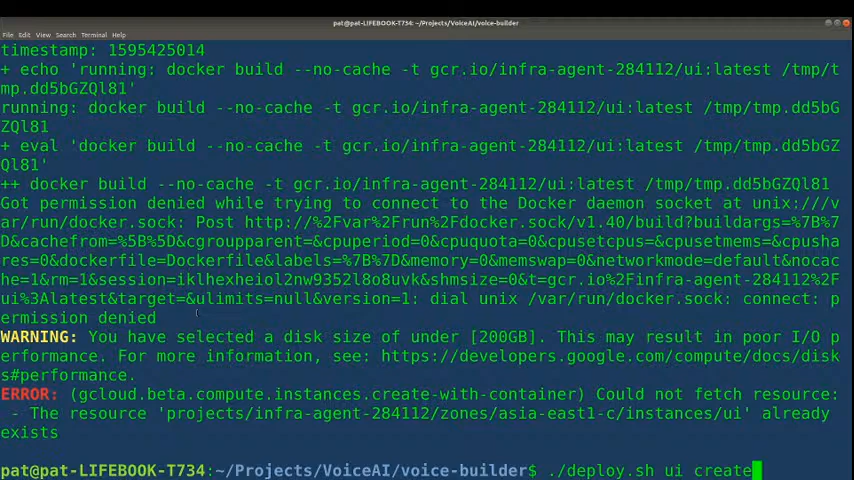 pat@pat-LIFEBOOK-T734: ~/Projects/VoiceAI/voice-builder
File Edit View Search Terminal Help
timestamp: 1595425014
+ echo 'running: docker build --no-cache -t gcr.io/infra-agent-284112/ui:latest /tmp/t
mp.dd5bGZQl81'
running: docker build --no-cache -t gcr.io/infra-agent-284112/ui:latest /tmp/tmp.dd5bG
ZQl81
+ eval 'docker build --no-cache -t gcr.io/infra-agent-284112/ui:latest /tmp/tmp.dd5bGZ
Ql81'
++ docker build --no-cache -t gcr.io/infra-agent-284112/ui:latest /tmp/tmp.dd5bGZQl81
Got permission denied while trying to connect to the Docker daemon socket at unix:///v
ar/run/docker.sock: Post http://%2Fvar%2Frun%2Fdocker.sock/v1.40/build?buildargs=%7B%7
D&cachefrom=%5B%5D&cgroupparent=&cpuperiod=0&cpuquota=0&cpusetcpus=&cpusetmems=&cpusha
res=0&dockerfile=Dockerfile&labels=%7B%7D&memory=0&memswap=0&networkmode=default&nocac
he=1&rm=1&session=iklhexheiol2nw9352l8o8uvk&shmsize=0&t=gcr.io%2Finfra-agent-284112%2F
ui%3Alatest&target=&ulimits=null&version=1: dial unix /var/run/docker.sock: connect: p
ermission denied
WARNING: You have selected a disk size of under [200GB]. This may result in poor I/O p
erformance. For more information, see: https://developers.google.com/compute/docs/disk
s#performance.
ERROR: (gcloud.beta.compute.instances.create-with-container) Could not fetch resource:
 - The resource 'projects/infra-agent-284112/zones/asia-east1-c/instances/ui' already
exists
pat@pat-LIFEBOOK-T734:~/Projects/VoiceAI/voice-builder$ ./deploy.sh ui create